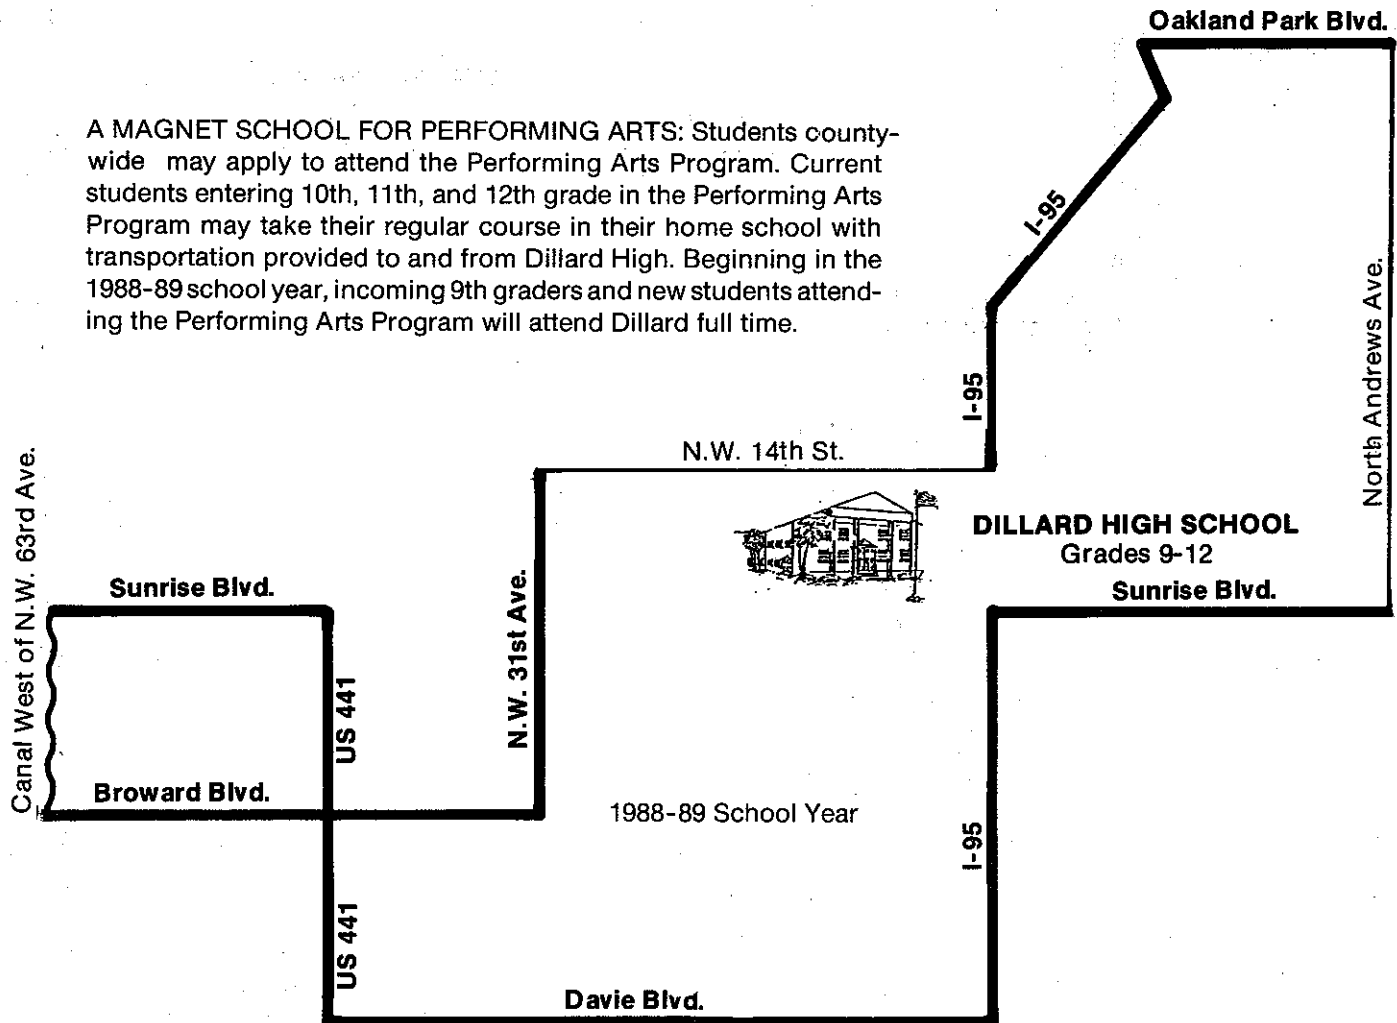 Oakland Park Blvd.
A MAGNET SCHOOL FOR PERFORMING ARTS: Students county-
wide may apply to attend the Performing Arts Program. Current
students entering 10th, 11th, and 12th grade in the Performing Arts
Program may take their regular course in their home school with
transportation provided to and from Dillard High. Beginning in the
1988-89 school year, incoming 9th graders and new students attend-
ing the Performing Arts Program will attend Dillard full time.
I-95
North Andrews Ave.
I-95
N.W. 14th St.
Canal West of N.W. 63rd Ave.
DILLARD HIGH SCHOOL
Grades 9-12
Sunrise Blvd.
Sunrise Blvd.
N.W. 31st Ave.
US 441
Broward Blvd.
1988-89 School Year
I-95
US 441
Davie Blvd.